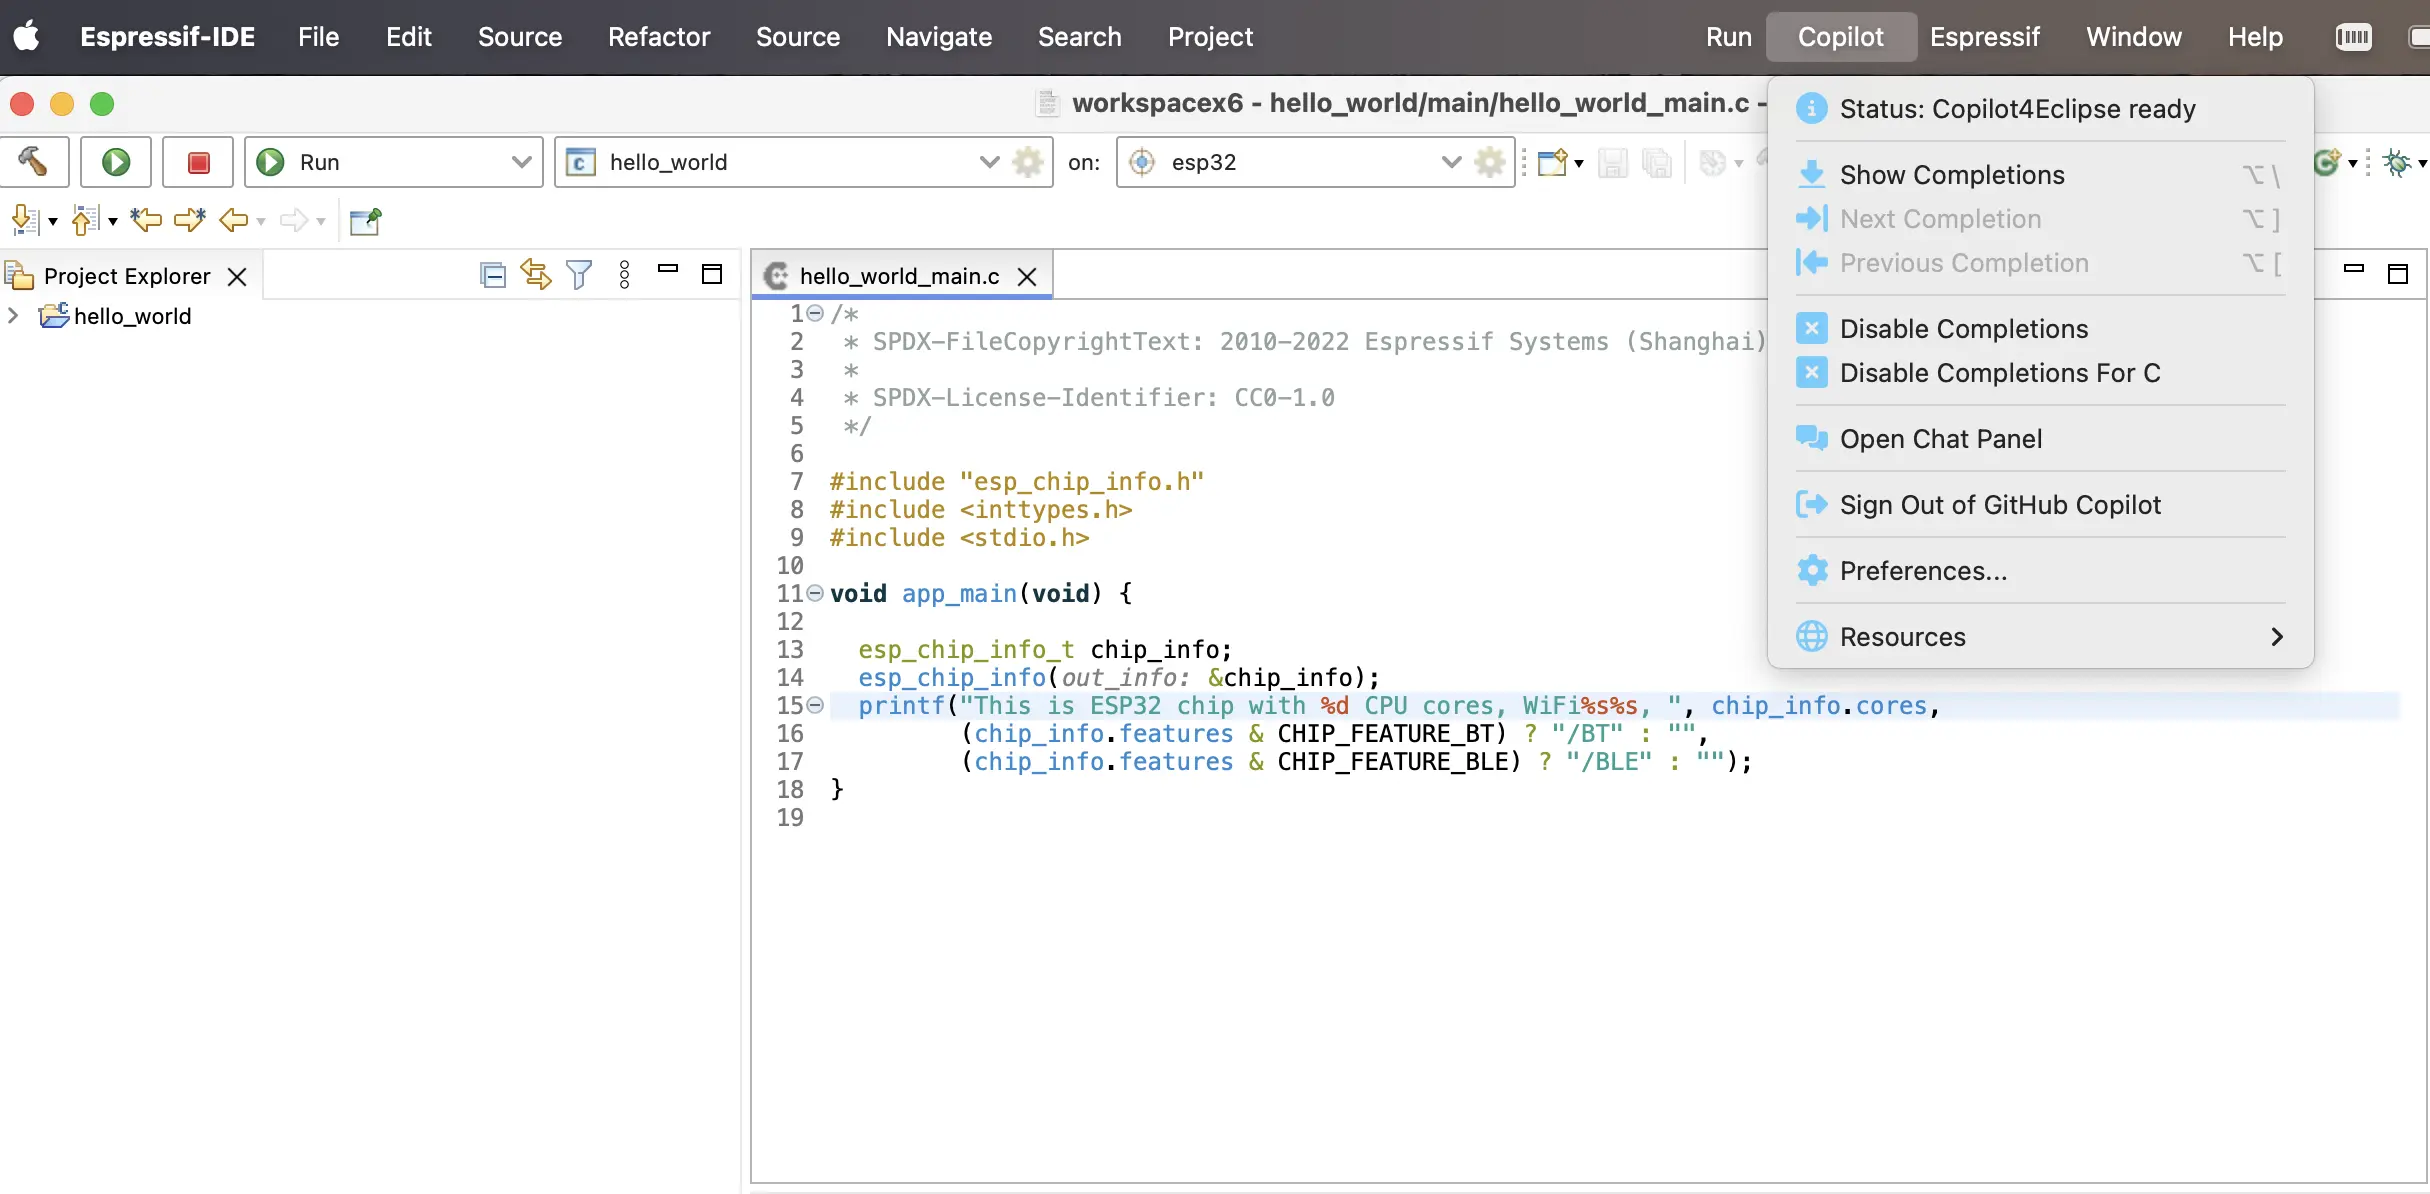 Espressif-IDE File Edit Source Refactor Source Navigate Search Project Run Copilot Espressif Window Help
workspacex6 - hello_world/main/hello_world_main.c -
Run hello_world on: esp32
Project Explorer
hello_world
hello_world_main.c
1 /*
2 * SPDX-FileCopyrightText: 2010-2022 Espressif Systems (Shanghai)
3 *
4 * SPDX-License-Identifier: CC0-1.0
5 */
6
7 #include "esp_chip_info.h"
8 #include <inttypes.h>
9 #include <stdio.h>
10
11 void app_main(void) {
12
13 esp_chip_info_t chip_info;
14 esp_chip_info(out_info: &chip_info);
15 printf("This is ESP32 chip with %d CPU cores, WiFi%s%s, ", chip_info.cores,
16 (chip_info.features & CHIP_FEATURE_BT) ? "/BT" : "",
17 (chip_info.features & CHIP_FEATURE_BLE) ? "/BLE" : "");
18 }
19
Status: Copilot4Eclipse ready
Show Completions ⌥\
Next Completion ⌥]
Previous Completion ⌥[
Disable Completions
Disable Completions For C
Open Chat Panel
Sign Out of GitHub Copilot
Preferences...
Resources